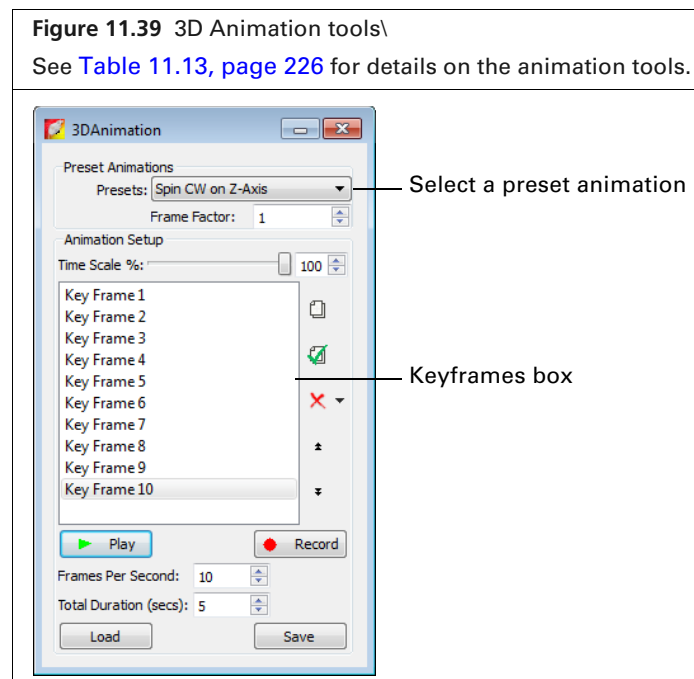 Figure 11.39 3D Animation tools\
See Table 11.13, page 226 for details on the animation tools.
3DAnimation
Preset Animations
Presets: Spin CW on Z-Axis
Select a preset animation
Frame Factor: 1
Animation Setup
Time Scale %: 100
Key Frame 1
Key Frame 2
Key Frame 3
Key Frame 4
Key Frame 5
Keyframes box
Key Frame 6
Key Frame 7
Key Frame 8
Key Frame 9
Key Frame 10
Play
Record
Frames Per Second: 10
Total Duration (secs): 5
Load
Save